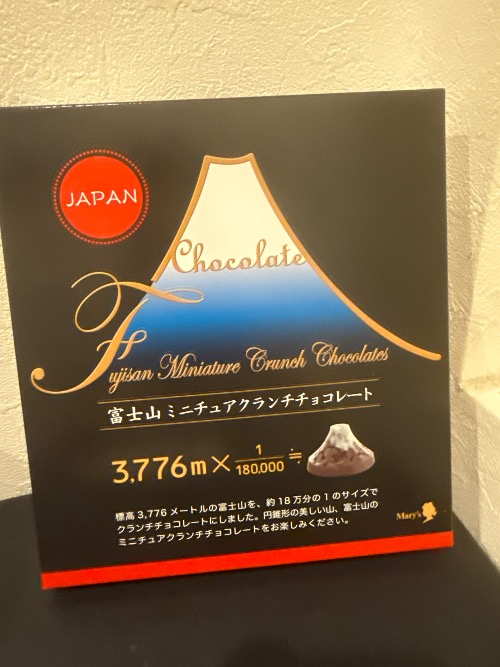 JAPAN
Chocolate
Fujisan Miniature Crunch Chocolates
富士山ミニチュアクランチチョコレート
3,776m×1/180,000≒
標高3,776メートルの富士山を、約18万分の1のサイズで
クランチチョコレートにしました。円錐形の美しい山、富士山の
ミニチュアクランチチョコレートをお楽しみください。
Mary's